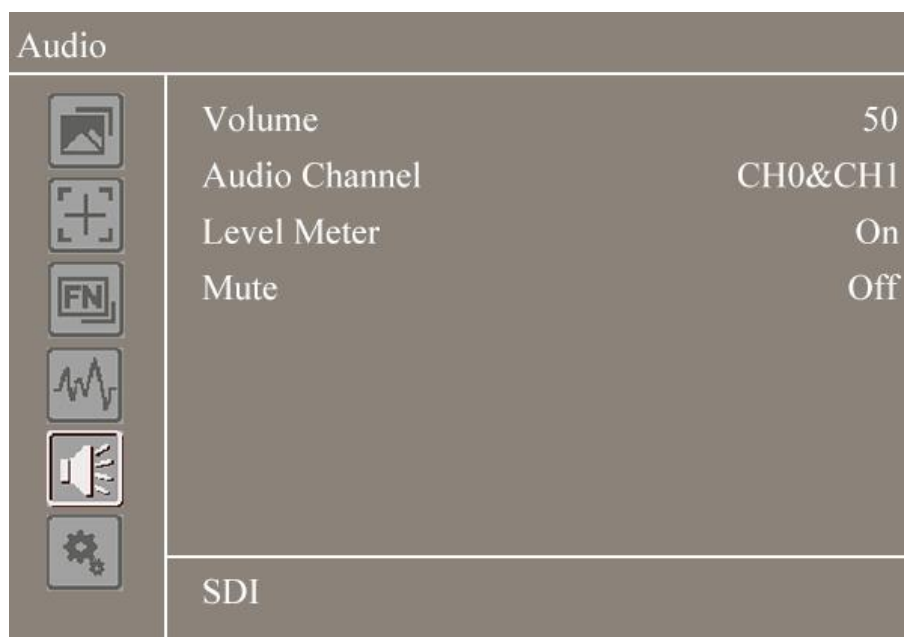 Audio
Volume 50
Audio Channel CH0&CH1
Level Meter On
FN Mute Off
SDI